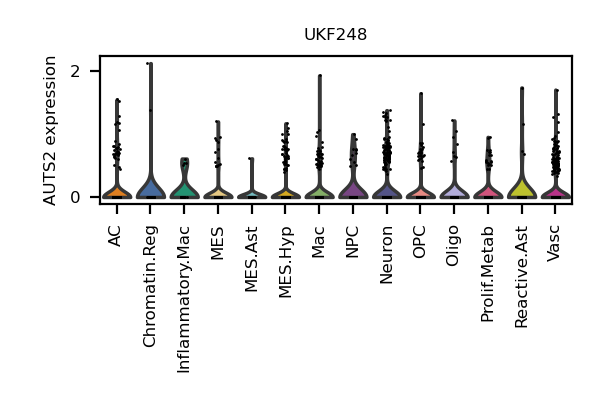 UKF248
AUTS2 expression
2
0
AC
Chromatin.Reg
Inflammatory.Mac
MES
MES.Ast
MES.Hyp
Mac
NPC
Neuron
OPC
Oligo
Prolif.Metab
Reactive.Ast
Vasc